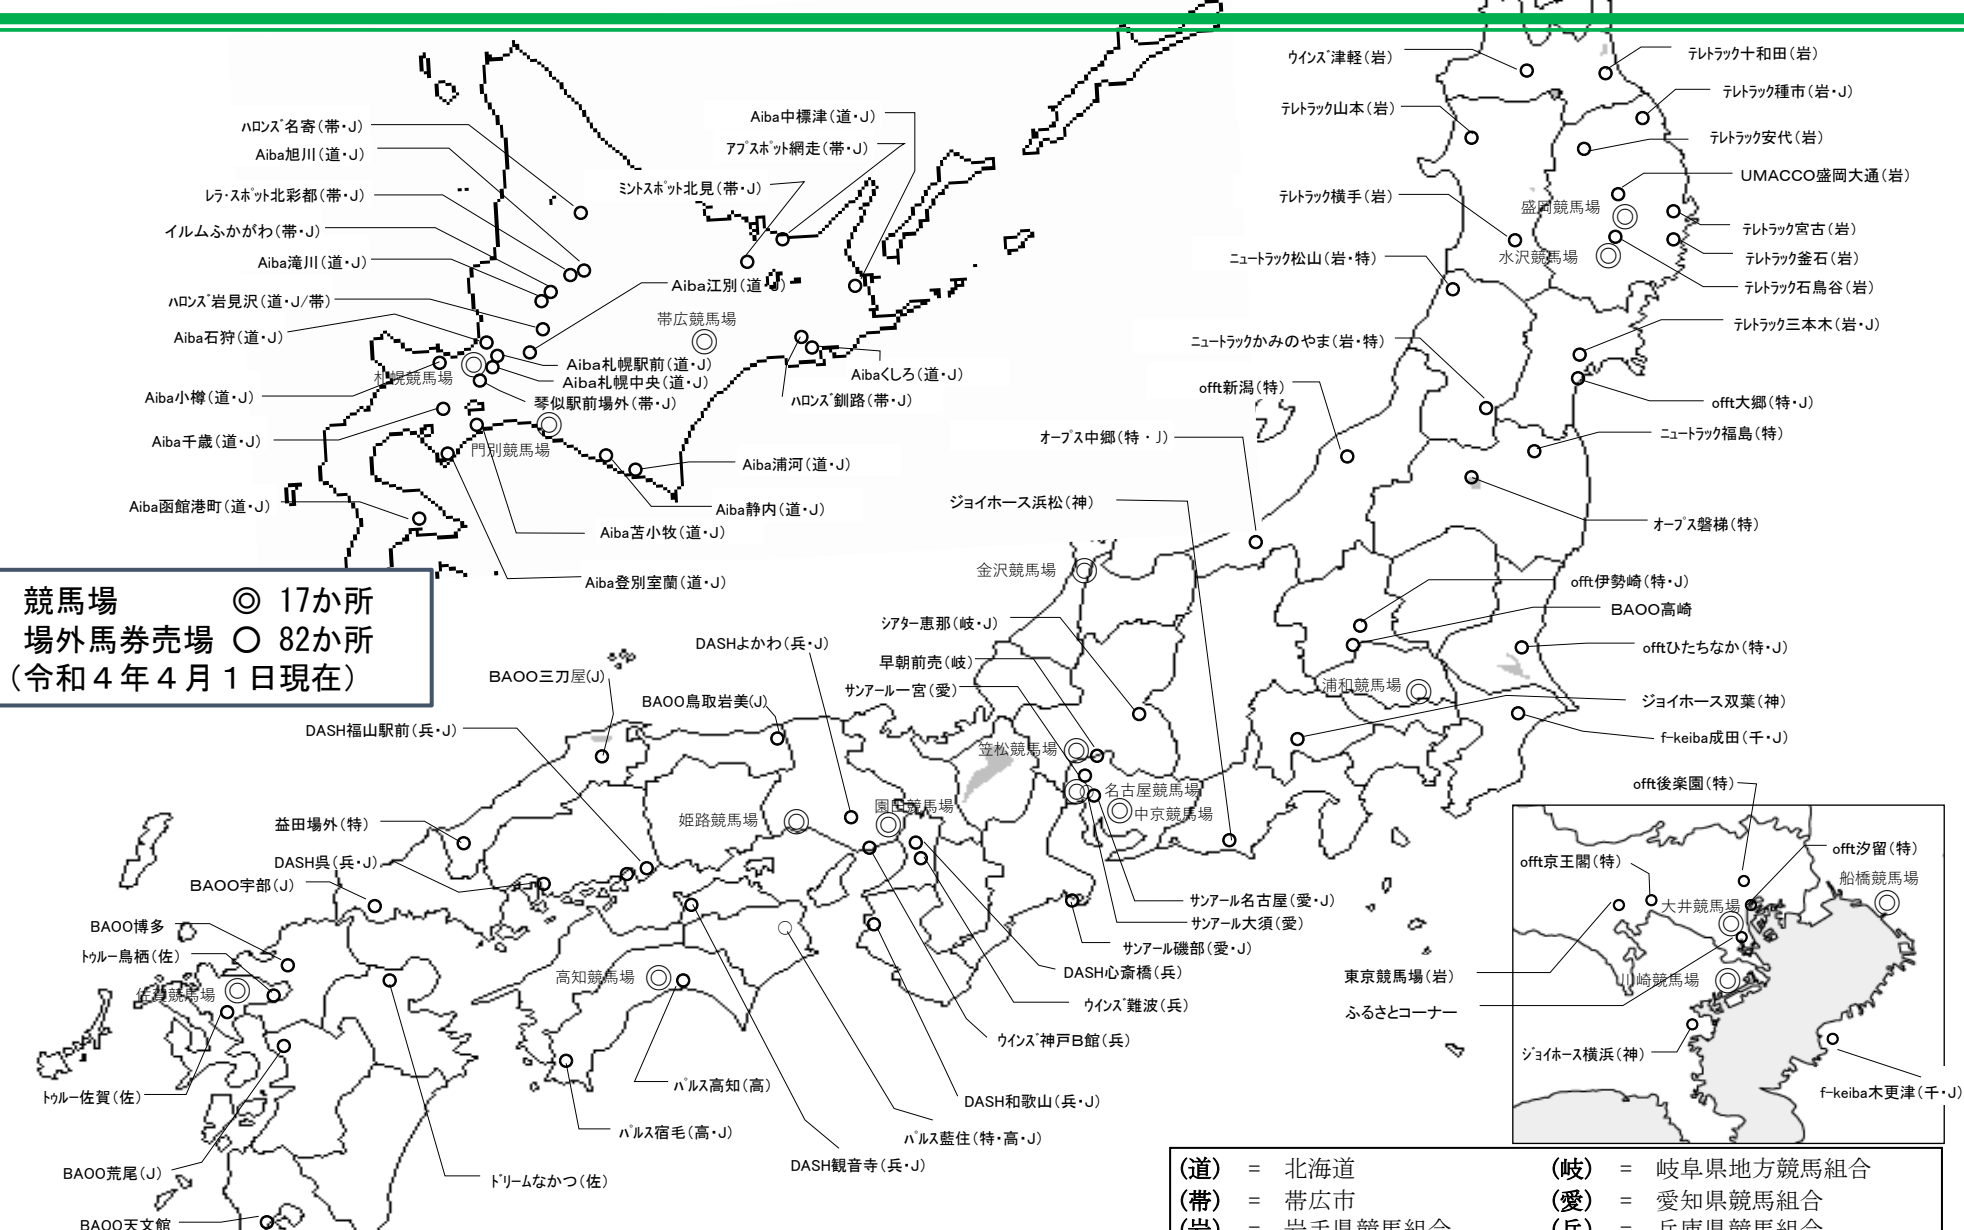 ハロンズ名寄(帯・J)
Aiba旭川(道・J)
レラ・スポット北彩都(帯・J)
イルムふかがわ(帯・J)
Aiba滝川(道・J)
ハロンズ岩見沢(道・J/帯)
Aiba石狩(道・J)
札幌競馬場
Aiba小樽(道・J)
Aiba千歳(道・J)
Aiba函館港町(道・J)
Aiba中標津(道・J)
アプスポット網走(帯・J)
ミントスポット北見(帯・J)
Aiba江別(道・J)
帯広競馬場
Aiba札幌駅前(道・J)
Aiba札幌中央(道・J)
琴似駅前場外(帯・J)
門別競馬場
Aibaくしろ(道・J)
ハロンズ釧路(帯・J)
Aiba浦河(道・J)
Aiba静内(道・J)
Aiba苫小牧(道・J)
Aiba登別室蘭(道・J)
ウインズ津軽(岩)
テレトラック十和田(岩)
テレトラック種市(岩・J)
テレトラック山本(岩)
テレトラック安代(岩)
UMACCO盛岡大通(岩)
テレトラック横手(岩)
盛岡競馬場
テレトラック宮古(岩)
水沢競馬場
テレトラック釜石(岩)
ニュートラック松山(岩・特)
テレトラック石鳥谷(岩)
テレトラック三本木(岩・J)
ニュートラックかみのやま(岩・特)
offt新潟(特)
offt大郷(特・J)
ニュートラック福島(特)
オープス中郷(特・J)
オープス磐梯(特)
ジョイホース浜松(神)
競馬場 ◎ 17か所
場外馬券売場 ○ 82か所
(令和４年４月１日現在)
金沢競馬場
offt伊勢崎(特・J)
BAOO高崎
シアター恵那(岐・J)
offtひたちなか(特・J)
早朝前売(岐)
サンアール一宮(愛)
浦和競馬場
ジョイホース双葉(神)
f-keiba成田(千・J)
DASHよかわ(兵・J)
BAOO三刀屋(J)
BAOO鳥取岩美(J)
DASH福山駅前(兵・J)
笠松競馬場
名古屋競馬場
中京競馬場
園田競馬場
姫路競馬場
益田場外(特)
DASH呉(兵・J)
BAOO宇部(J)
BAOO博多
トゥルー鳥栖(佐)
佐賀競馬場
高知競馬場
サンアール名古屋(愛・J)
サンアール大須(愛)
サンアール磯部(愛・J)
DASH心斎橋(兵)
ウインズ難波(兵)
ウインズ神戸B館(兵)
DASH和歌山(兵・J)
パルス藍住(特・高・J)
DASH観音寺(兵・J)
パルス高知(高)
パルス宿毛(高・J)
トゥルー佐賀(佐)
BAOO荒尾(J)
ドリームなかつ(佐)
BAOO天文館
offt後楽園(特)
offt京王閣(特)
offt汐留(特)
船橋競馬場
大井競馬場
東京競馬場(岩)
川崎競馬場
ふるさとコーナー
ジョイホース横浜(神)
f-keiba木更津(千・J)
(道) = 北海道 (岐) = 岐阜県地方競馬組合
(帯) = 帯広市 (愛) = 愛知県競馬組合
(岩) = 岩手県競馬組合 (兵) = 兵庫県競馬組合